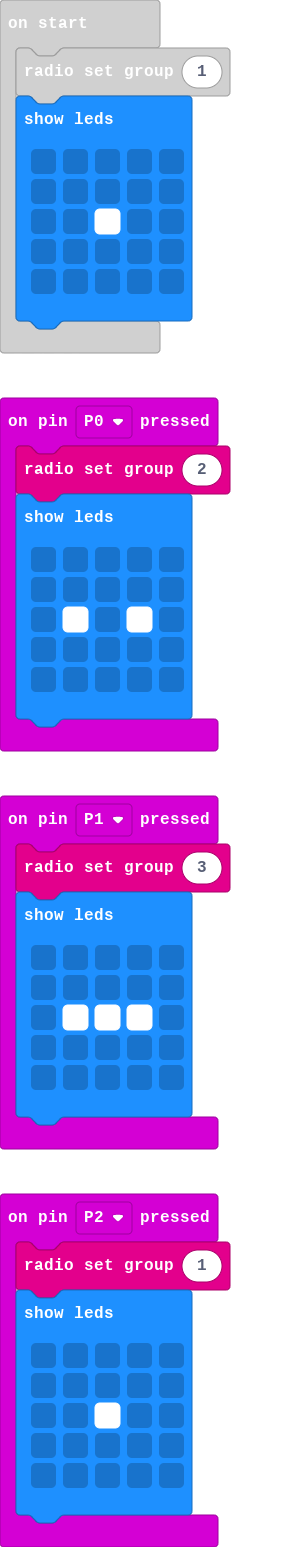 on start
radio set group 1
show leds
on pin P0 pressed
radio set group 2
show leds
on pin P1 pressed
radio set group 3
show leds
on pin P2 pressed
radio set group 1
show leds